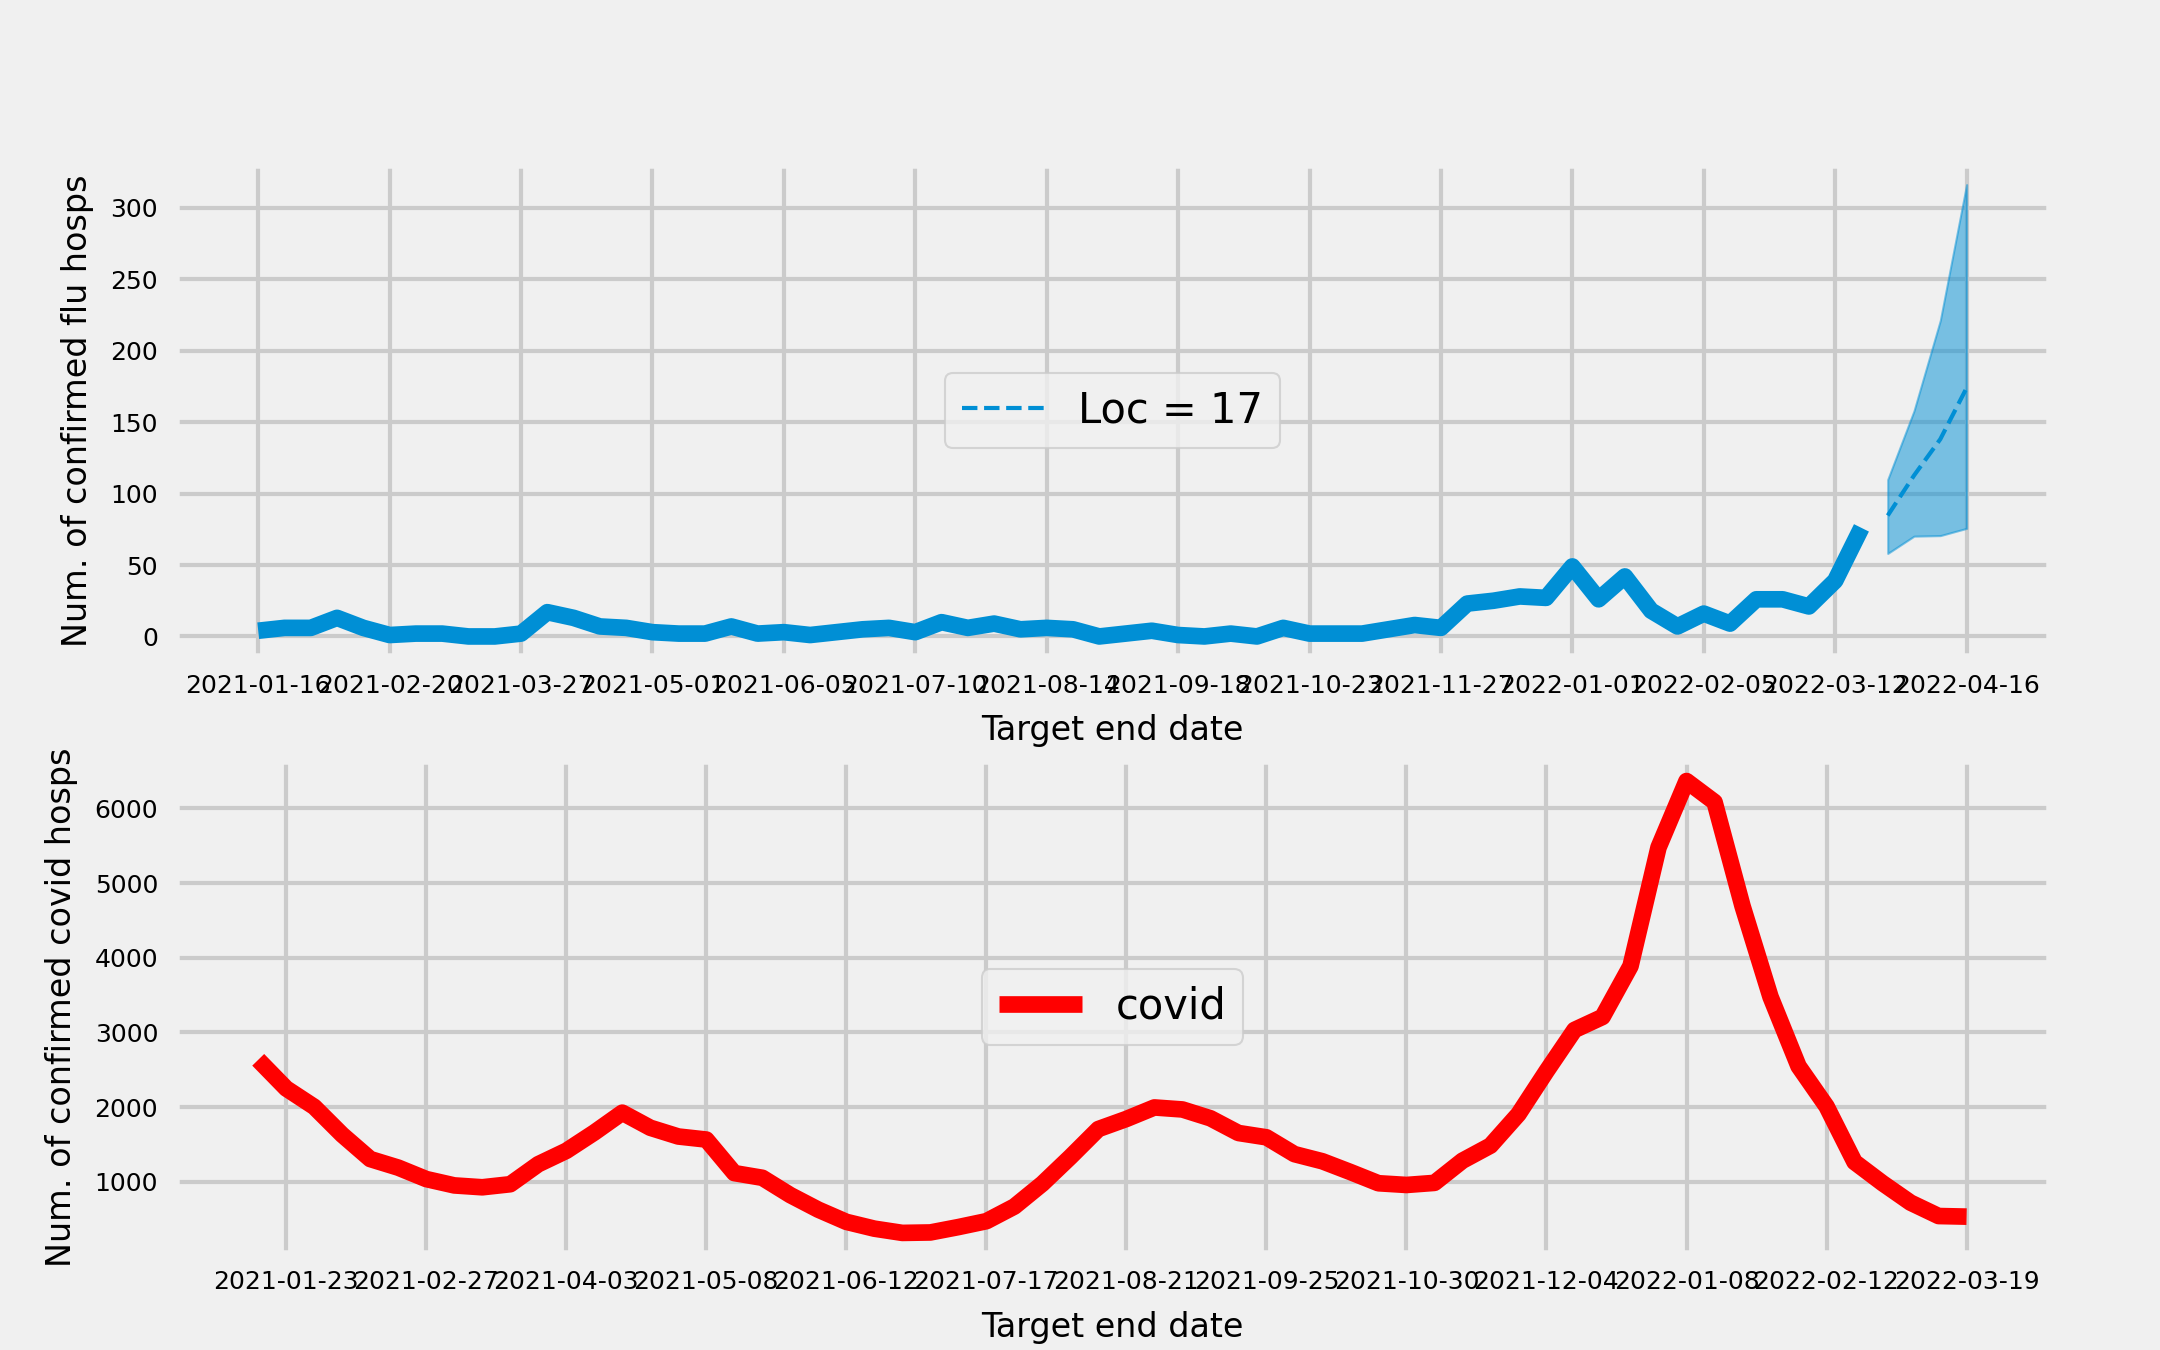 Num. of confirmed flu hosps
300
250
200
150
100
50
0
Loc = 17
2021-01-16 2021-02-20 2021-03-27 2021-05-01 2021-06-05 2021-07-10 2021-08-14 2021-09-18 2021-10-23 2021-11-27 2022-01-01 2022-02-05 2022-03-12 2022-04-16
Target end date
Num. of confirmed covid hosps
6000
5000
4000
3000
2000
1000
covid
2021-01-23 2021-02-27 2021-04-03 2021-05-08 2021-06-12 2021-07-17 2021-08-21 2021-09-25 2021-10-30 2021-12-04 2022-01-08 2022-02-12 2022-03-19
Target end date